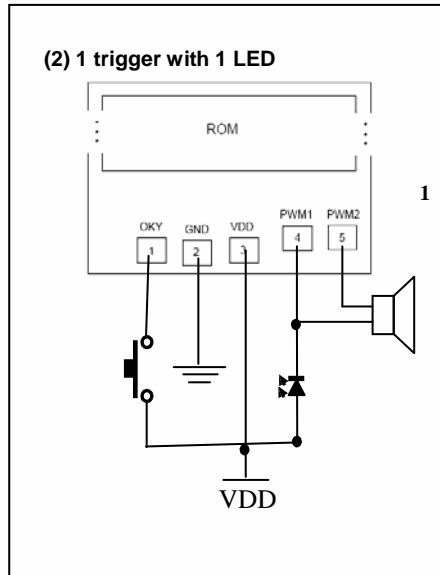 (2) 1 trigger with 1 LED
ROM
1
OKY GND VDD PWM1 PWM2
1 2 3 4 5
VDD